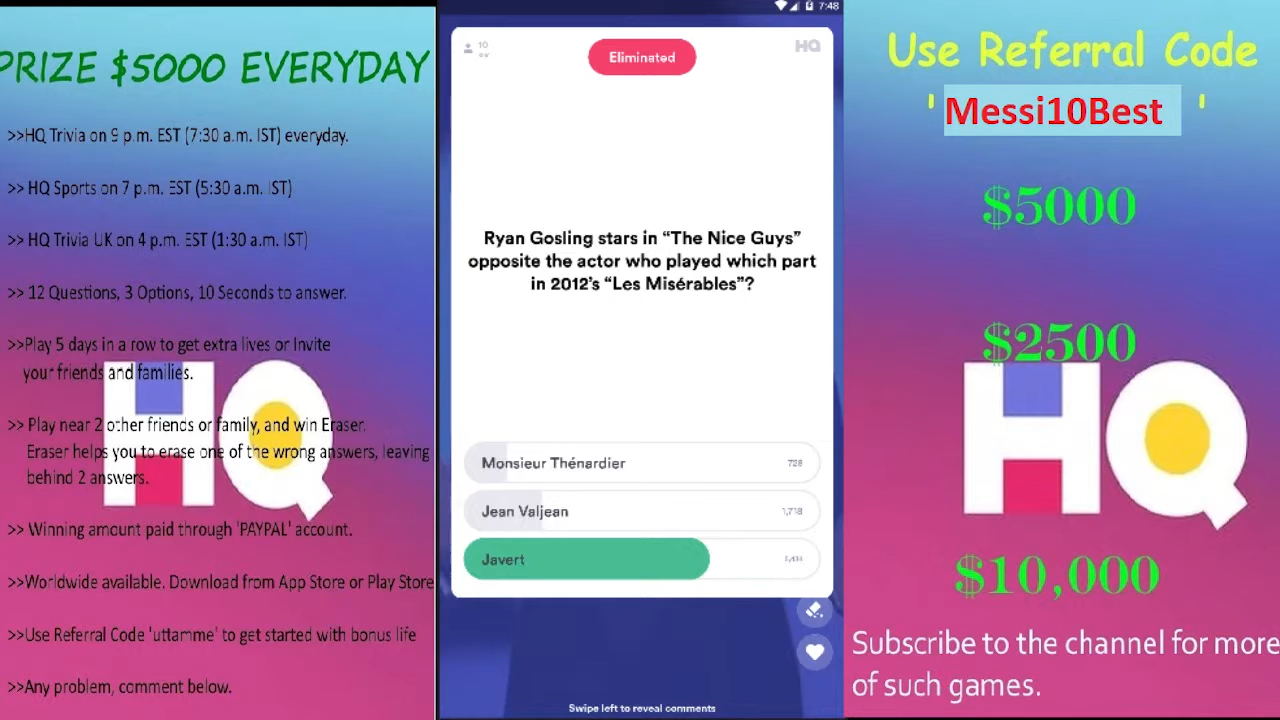 PRIZE $5000 EVERYDAY
>>HQ Trivia on 9 p.m. EST (7:30 a.m. IST) everyday.
>> HQ Sports on 7 p.m. EST (5:30 a.m. IST)
>> HQ Trivia UK on 4 p.m. EST (1:30 a.m. IST)
>> 12 Questions, 3 Options, 10 Seconds to answer.
>>Play 5 days in a row to get extra lives or Invite
your friends and families.
>> Play near 2 other friends or family, and win Eraser.
Eraser helps you to erase one of the wrong answers, leaving
behind 2 answers.
>> Winning amount paid through 'PAYPAL' account.
>>Worldwide available. Download from App Store or Play Store
>>Use Referral Code 'uttamme' to get started with bonus life
>>Any problem, comment below.
HQ
7:48
10
Eliminated
HQ
Ryan Gosling stars in “The Nice Guys”
opposite the actor who played which part
in 2012’s “Les Misérables”?
Monsieur Thénardier 728
Jean Valjean 1,718
Javert
Swipe left to reveal comments
Use Referral Code
' Messi10Best '
$5000
$2500
HQ
$10,000
Subscribe to the channel for more
of such games.